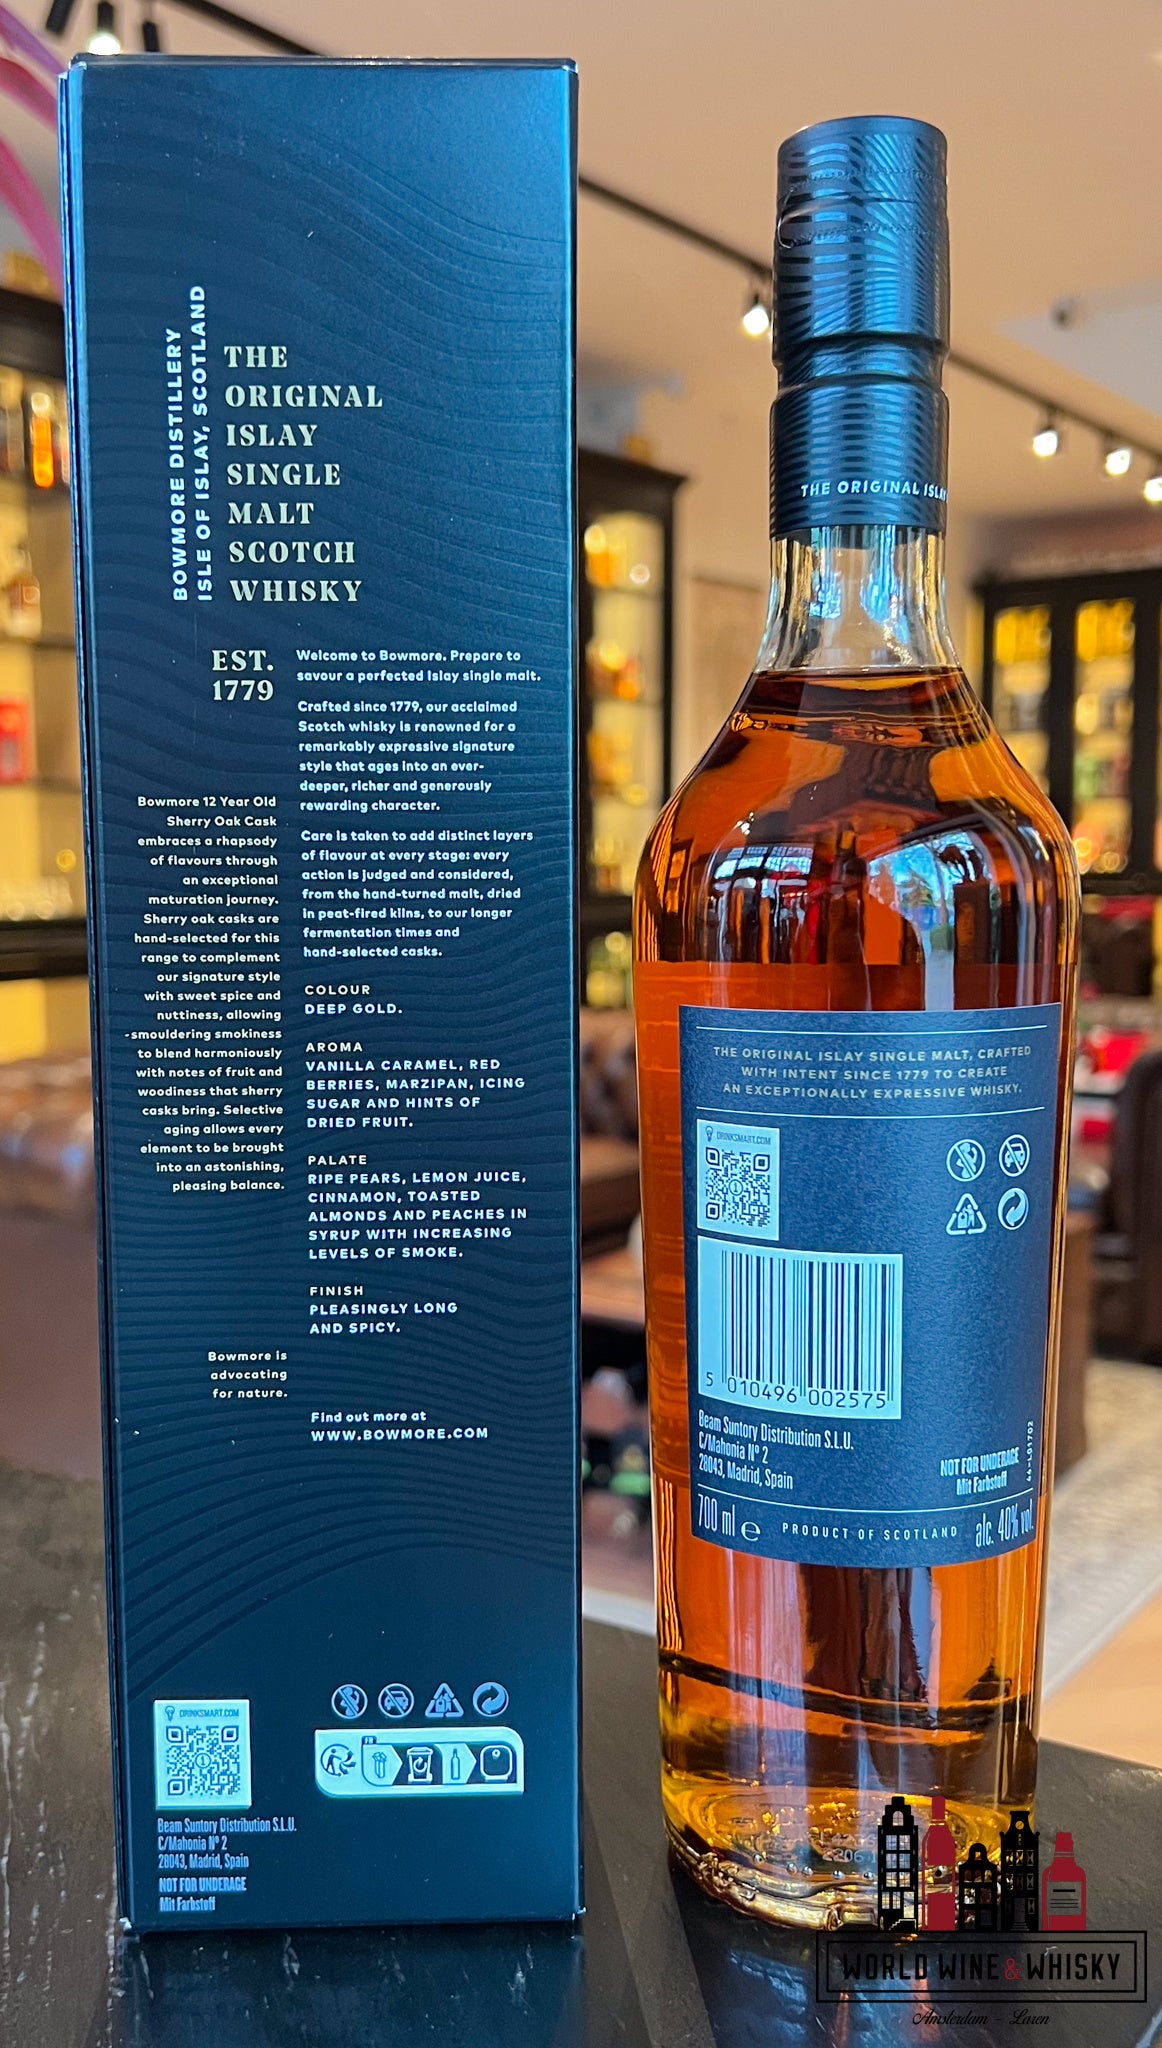 BOWMORE DISTILLERY
ISLE OF ISLAY, SCOTLAND
THE
ORIGINAL
ISLAY
SINGLE
MALT
SCOTCH
WHISKY
EST.
1779
Welcome to Bowmore. Prepare to
savour a perfected Islay single malt.
Crafted since 1779, our acclaimed
Scotch whisky is renowned for a
remarkably expressive signature
style that ages into an ever-
deeper, richer and generously
rewarding character.
Care is taken to add distinct layers
of flavour at every stage: every
action is judged and considered,
from the hand-turned malt, dried
in peat-fired kilns, to our longer
fermentation times and
hand-selected casks.
Bowmore 12 Year Old
Sherry Oak Cask
embraces a rhapsody
of flavours through
an exceptional
maturation journey.
Sherry oak casks are
hand-selected for this
range to complement
our signature style
with sweet spice and
nuttiness, allowing
-smouldering smokiness
to blend harmoniously
with notes of fruit and
woodiness that sherry
casks bring. Selective
aging allows every
element to be brought
into an astonishing,
pleasing balance.
COLOUR
DEEP GOLD.
AROMA
VANILLA CARAMEL, RED
BERRIES, MARZIPAN, ICING
SUGAR AND HINTS OF
DRIED FRUIT.
PALATE
RIPE PEARS, LEMON JUICE,
CINNAMON, TOASTED
ALMONDS AND PEACHES IN
SYRUP WITH INCREASING
LEVELS OF SMOKE.
FINISH
PLEASINGLY LONG
AND SPICY.
Bowmore is
advocating
for nature.
Find out more at
WWW.BOWMORE.COM
DRINKSMART.COM
FR
Beam Suntory Distribution S.L.U.
C/Mahonia Nº 2
28043, Madrid, Spain
NOT FOR UNDERAGE
Mit Farbstoff
THE ORIGINAL ISLAY
THE ORIGINAL ISLAY SINGLE MALT, CRAFTED
WITH INTENT SINCE 1779 TO CREATE
AN EXCEPTIONALLY EXPRESSIVE WHISKY.
DRINKSMART.COM
5 010496 002575
Beam Suntory Distribution S.L.U.
C/Mahonia Nº 2
28043, Madrid, Spain
NOT FOR UNDERAGE
Mit Farbstoff
44-L01702
700 ml e PRODUCT OF SCOTLAND alc. 40% vol.
WORLD WINE & WHISKY
Amsterdam - Laren